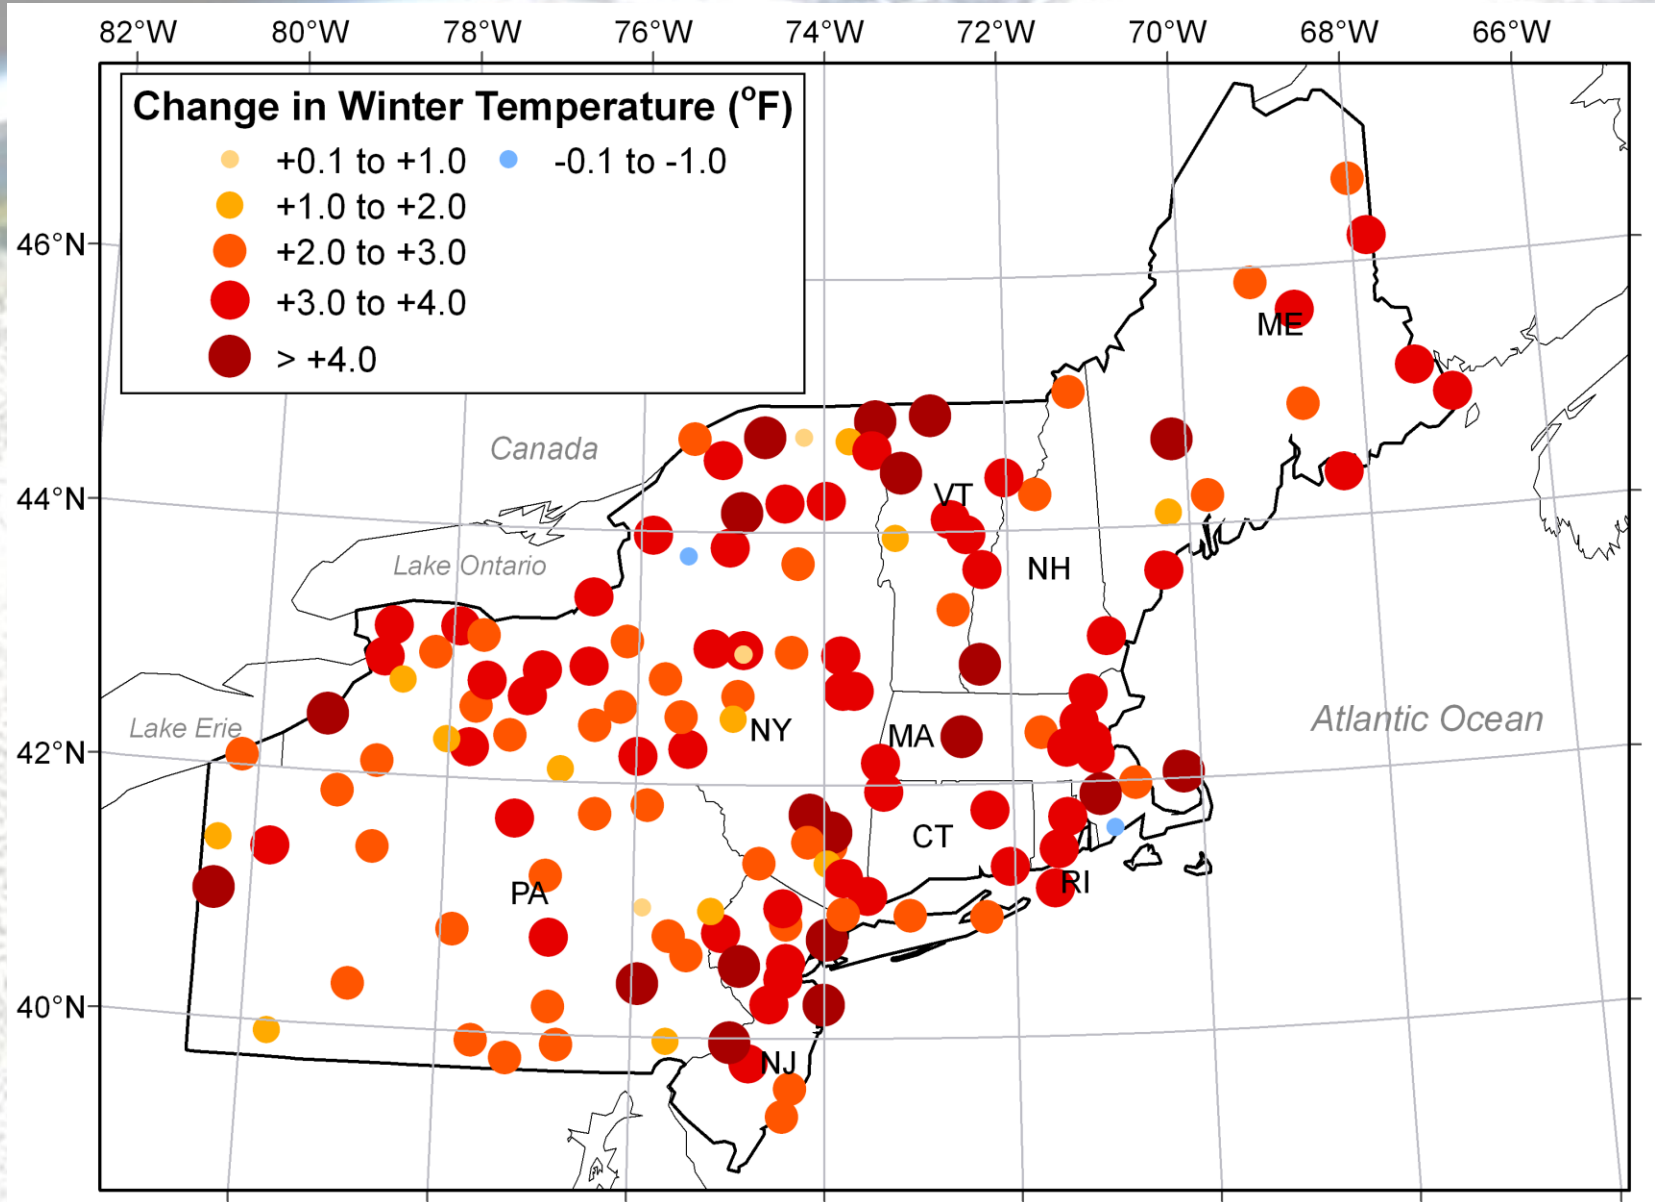 82°W 80°W 78°W 76°W 74°W 72°W 70°W 68°W 66°W
Change in Winter Temperature (°F)
+0.1 to +1.0 -0.1 to -1.0
+1.0 to +2.0
+2.0 to +3.0
+3.0 to +4.0
> +4.0
46°N
ME
Canada
44°N
VT
Lake Ontario
NH
Lake Erie
NY
MA
Atlantic Ocean
42°N
CT
PA
RI
40°N
NJ